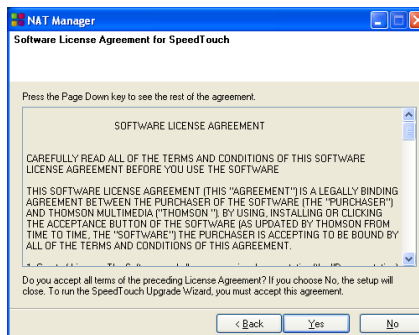 NAT Manager
Software License Agreement for SpeedTouch
Press the Page Down key to see the rest of the agreement.
SOFTWARE LICENSE AGREEMENT
CAREFULLY READ ALL OF THE TERMS AND CONDITIONS OF THIS SOFTWARE
LICENSE AGREEMENT BEFORE YOU USE THE SOFTWARE
THIS SOFTWARE LICENSE AGREEMENT (THIS "AGREEMENT") IS A LEGALLY BINDING
AGREEMENT BETWEEN THE PURCHASER OF THE SOFTWARE (THE "PURCHASER")
AND THOMSON MULTIMEDIA ("THOMSON "). BY USING, INSTALLING OR CLICKING
THE ACCEPTANCE BUTTON OF THE SOFTWARE (AS UPDATED BY THOMSON FROM
TIME TO TIME, THE "SOFTWARE") THE PURCHASER IS ACCEPTING TO BE BOUND BY
ALL OF THE TERMS AND CONDITIONS OF THIS AGREEMENT.
Do you accept all terms of the preceding License Agreement? If you choose No, the setup will
close. To run the SpeedTouch Upgrade Wizard, you must accept this agreement.
< Back
Yes
No